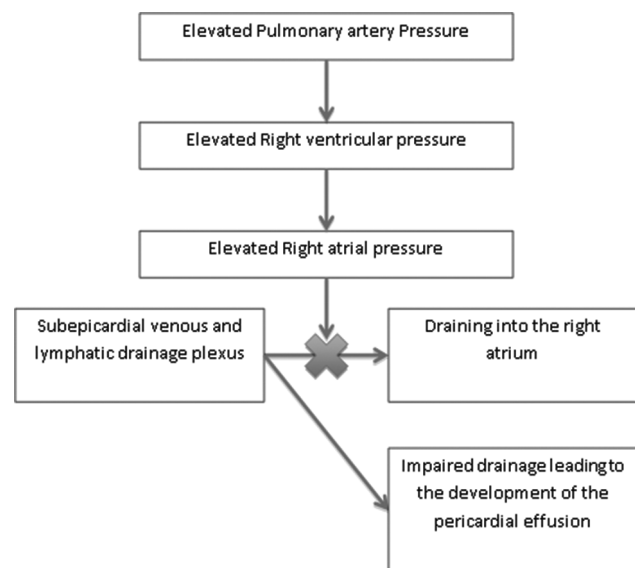 Elevated Pulmonary artery Pressure
Elevated Right ventricular pressure
Elevated Right atrial pressure
Subepicardial venous and
lymphatic drainage plexus
Draining into the right
atrium
Impaired drainage leading to
the development of the
pericardial effusion